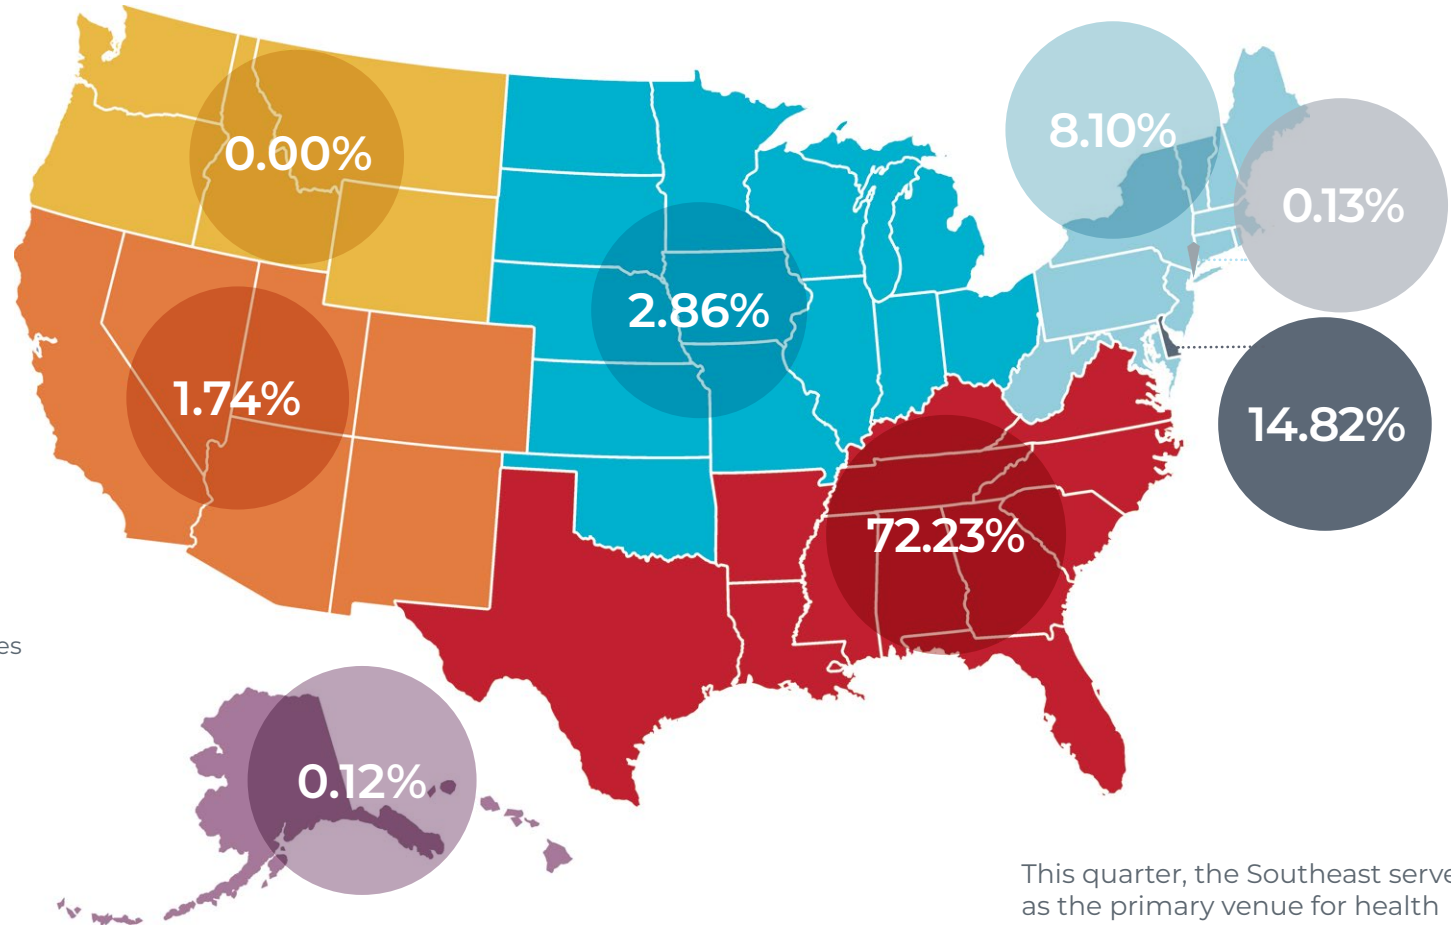 8.10%
0.00%
0.13%
2.86%
1.74%
14.82%
72.23%
es
0.12%
This quarter, the Southeast serve
as the primary venue for health